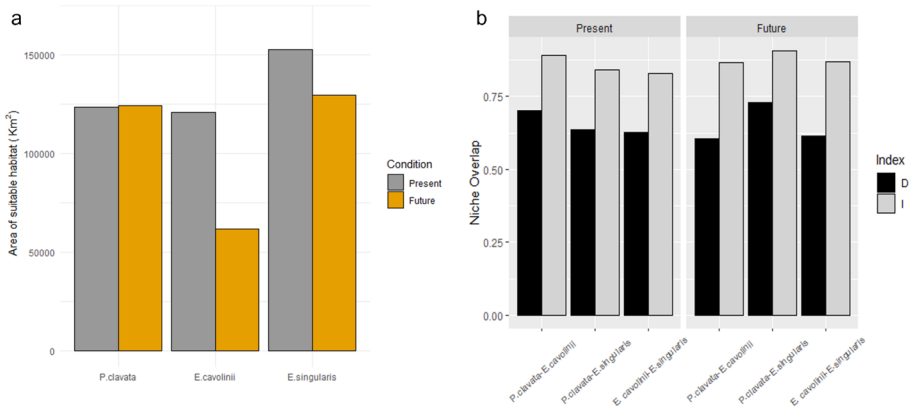 a
Area of suitable habitat ( Km2)
150000
100000
50000
0
P.clavata
E.cavolinii
E.singularis
Condition
Present
Future
b
Present
Future
Niche Overlap
0.75
0.50
0.25
0.00
P.clavata-E.cavolinii
P.clavata-E.singularis
E. cavolinii-E.singularis
P.clavata-E.cavolinii
P.clavata-E.singularis
E. cavolinii-E.singularis
Index
D
I